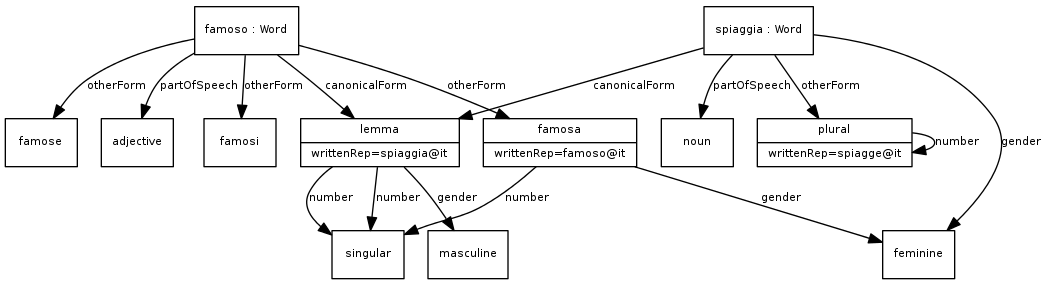 famoso : Word
spiaggia : Word
otherForm
partOfSpeech
otherForm
canonicalForm
otherForm
canonicalForm
partOfSpeech
otherForm
famose
adjective
famosi
lemma
writtenRep=spiaggia@it
famosa
writtenRep=famoso@it
noun
plural
writtenRep=spiagge@it
number
gender
number
number
gender
number
gender
singular
masculine
feminine